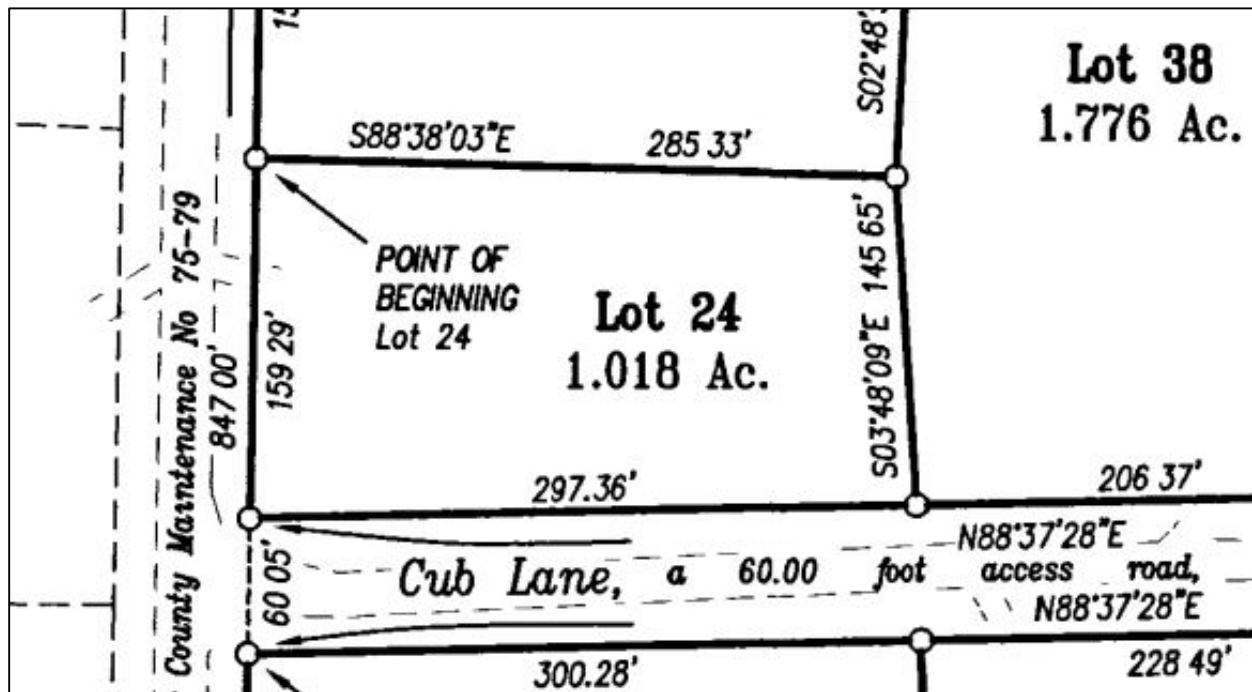 15
S02°48'
Lot 38
1.776 Ac.
S88°38'03"E 285 33'
POINT OF
BEGINNING
Lot 24
Lot 24
1.018 Ac.
S03°48'09"E 145 65'
159 29'
847 00'
County Maintenance No 75-79
297.36'
206 37'
N88°37'28"E
Cub Lane, a 60.00 foot access road,
60 05'
N88°37'28"E
300.28'
228 49'